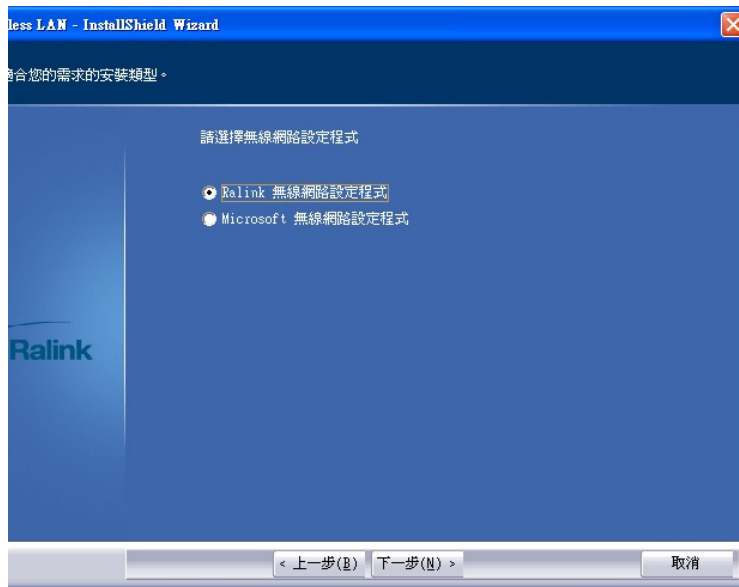 less LAN - InstallShield Wizard
合您的需求的安裝類型。
請選擇無線網路設定程式
Ralink 無線網路設定程式
Microsoft 無線網路設定程式
Ralink
< 上一步(B) 下一步(N) > 取消